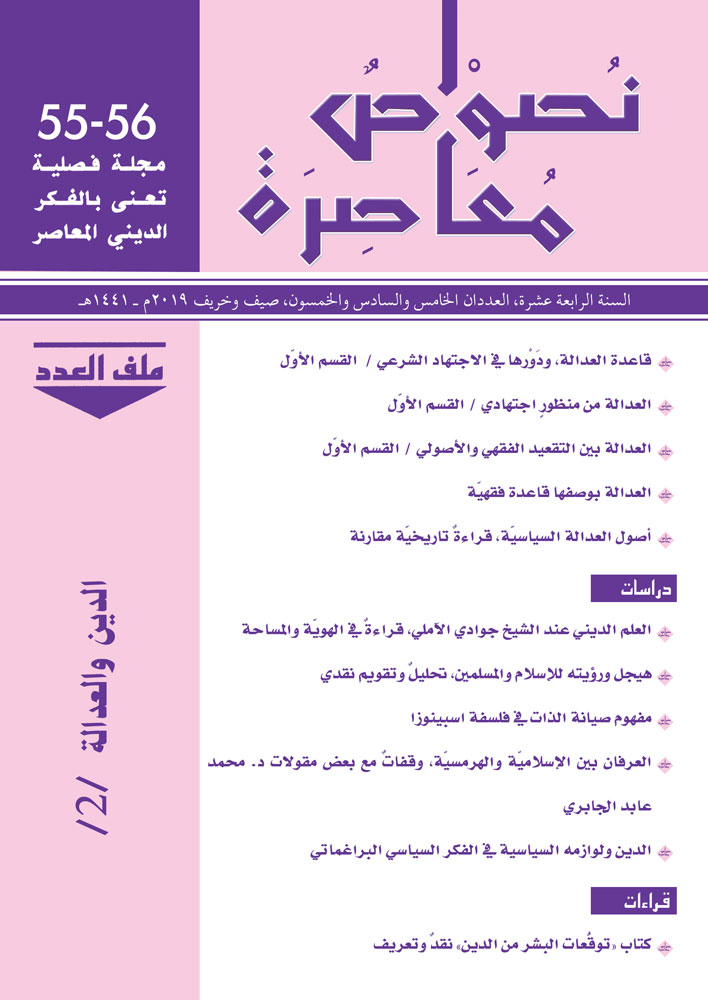 نُصوْصٌ
مُعَاصِرَة
55-56
مجلة فصلية
تعنى بالفكر
الديني المعاصر
السنة الرابعة عشرة، العددان الخامس والسادس والخمسون، صيف وخريف ٢٠١٩م ـ ١٤٤١هـ
ملف العدد
الدين والعدالة /2/
قاعدة العدالة، ودَوْرها في الاجتهاد الشرعي / القسم الأوّل
العدالة من منظورٍ اجتهادي / القسم الأوّل
العدالة بين التقعيد الفقهي والأصولي / القسم الأوّل
العدالة بوصفها قاعدة فقهيّة
أصول العدالة السياسيّة، قراءةٌ تاريخيّة مقارنة
دراسات
العلم الديني عند الشيخ جوادي الآملي، قراءةٌ في الهويّة والمساحة
هيجل ورؤيته للإسلام والمسلمين، تحليلٌ وتقويم نقدي
مفهوم صيانة الذات في فلسفة اسبينوزا
العرفان بين الإسلاميّة والهرمسيّة، وقفاتٌ مع بعض مقولات د. محمد
عابد الجابري
الدين ولوازمه السياسية في الفكر السياسي البراغماتي
قراءات
كتاب «توقُّعات البشر من الدين» نقدٌ وتعريف